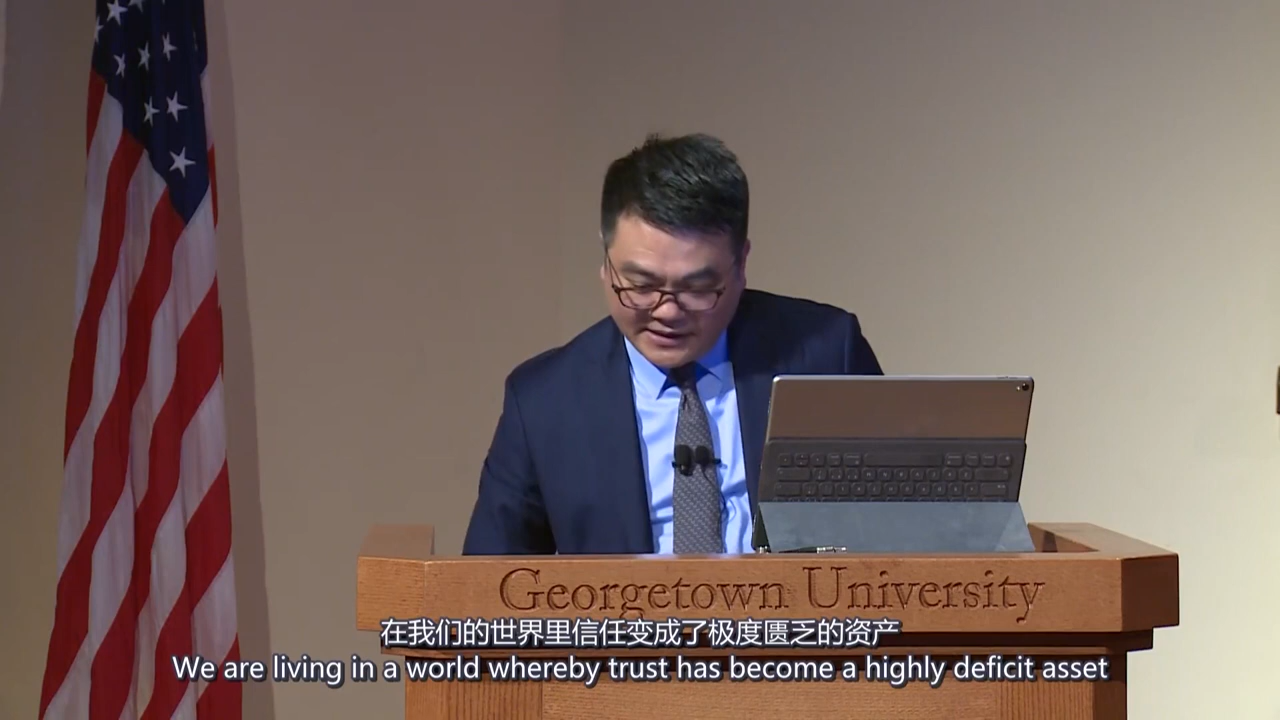 Georgetown University
在我们的世界里信任变成了极度匮乏的资产
We are living in a world whereby trust has become a highly deficit asset